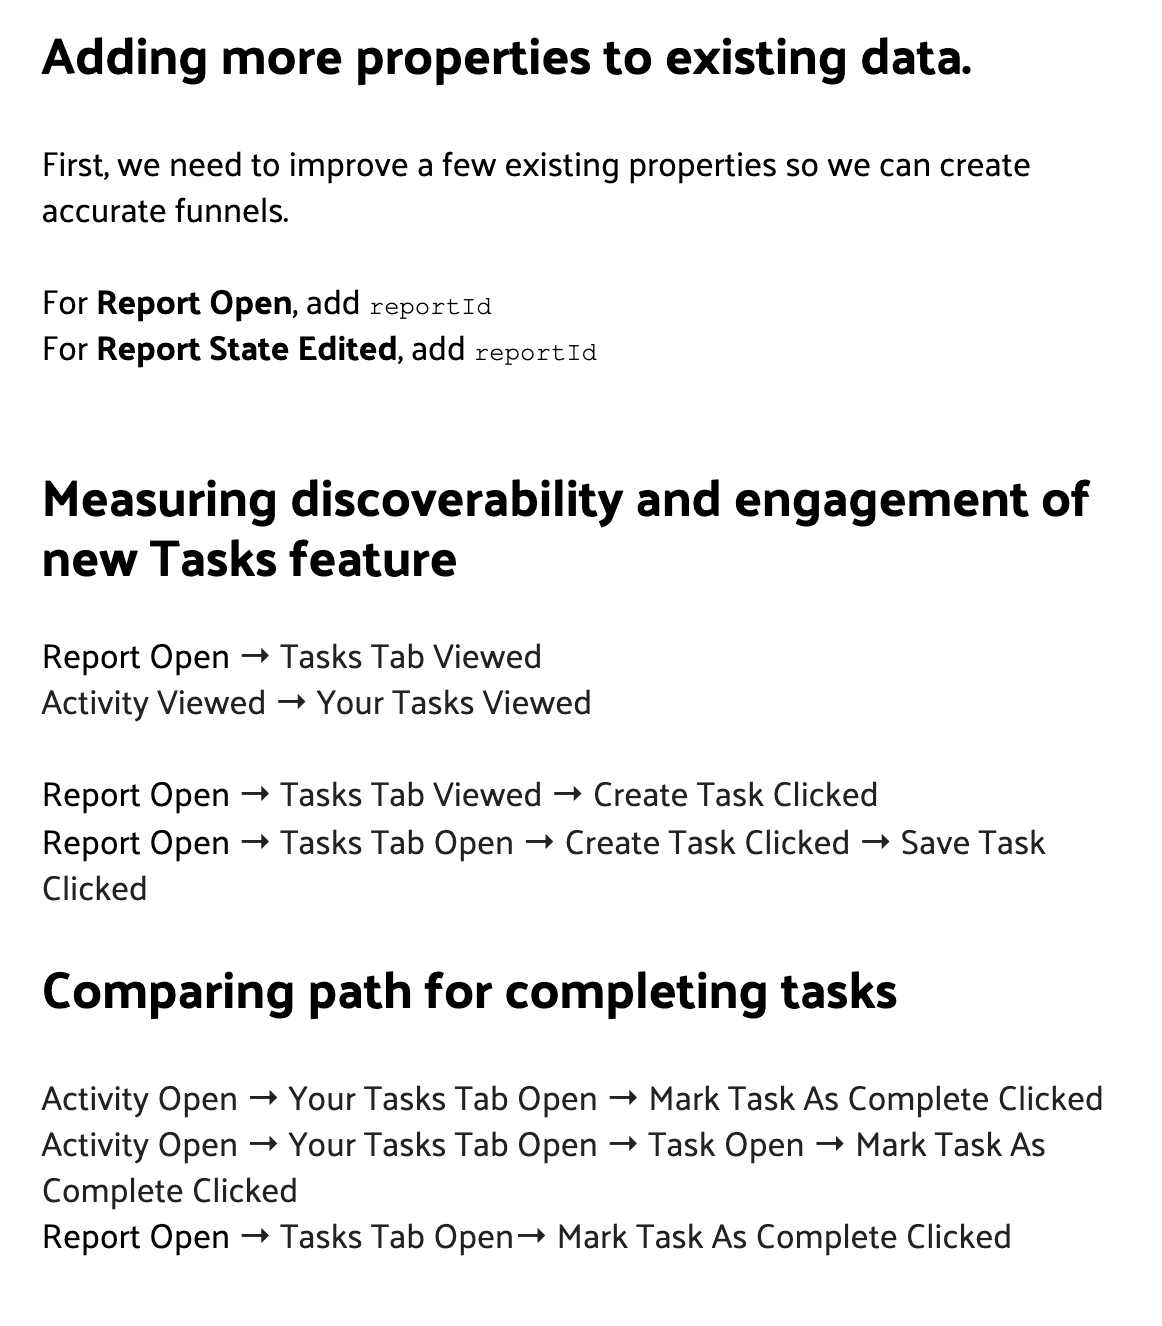 Adding more properties to existing data.
First, we need to improve a few existing properties so we can create
accurate funnels.
For Report Open, add reportId
For Report State Edited, add reportId
Measuring discoverability and engagement of
new Tasks feature
Report Open → Tasks Tab Viewed
Activity Viewed → Your Tasks Viewed
Report Open → Tasks Tab Viewed → Create Task Clicked
Report Open → Tasks Tab Open → Create Task Clicked → Save Task
Clicked
Comparing path for completing tasks
Activity Open → Your Tasks Tab Open → Mark Task As Complete Clicked
Activity Open → Your Tasks Tab Open → Task Open → Mark Task As
Complete Clicked
Report Open → Tasks Tab Open→ Mark Task As Complete Clicked